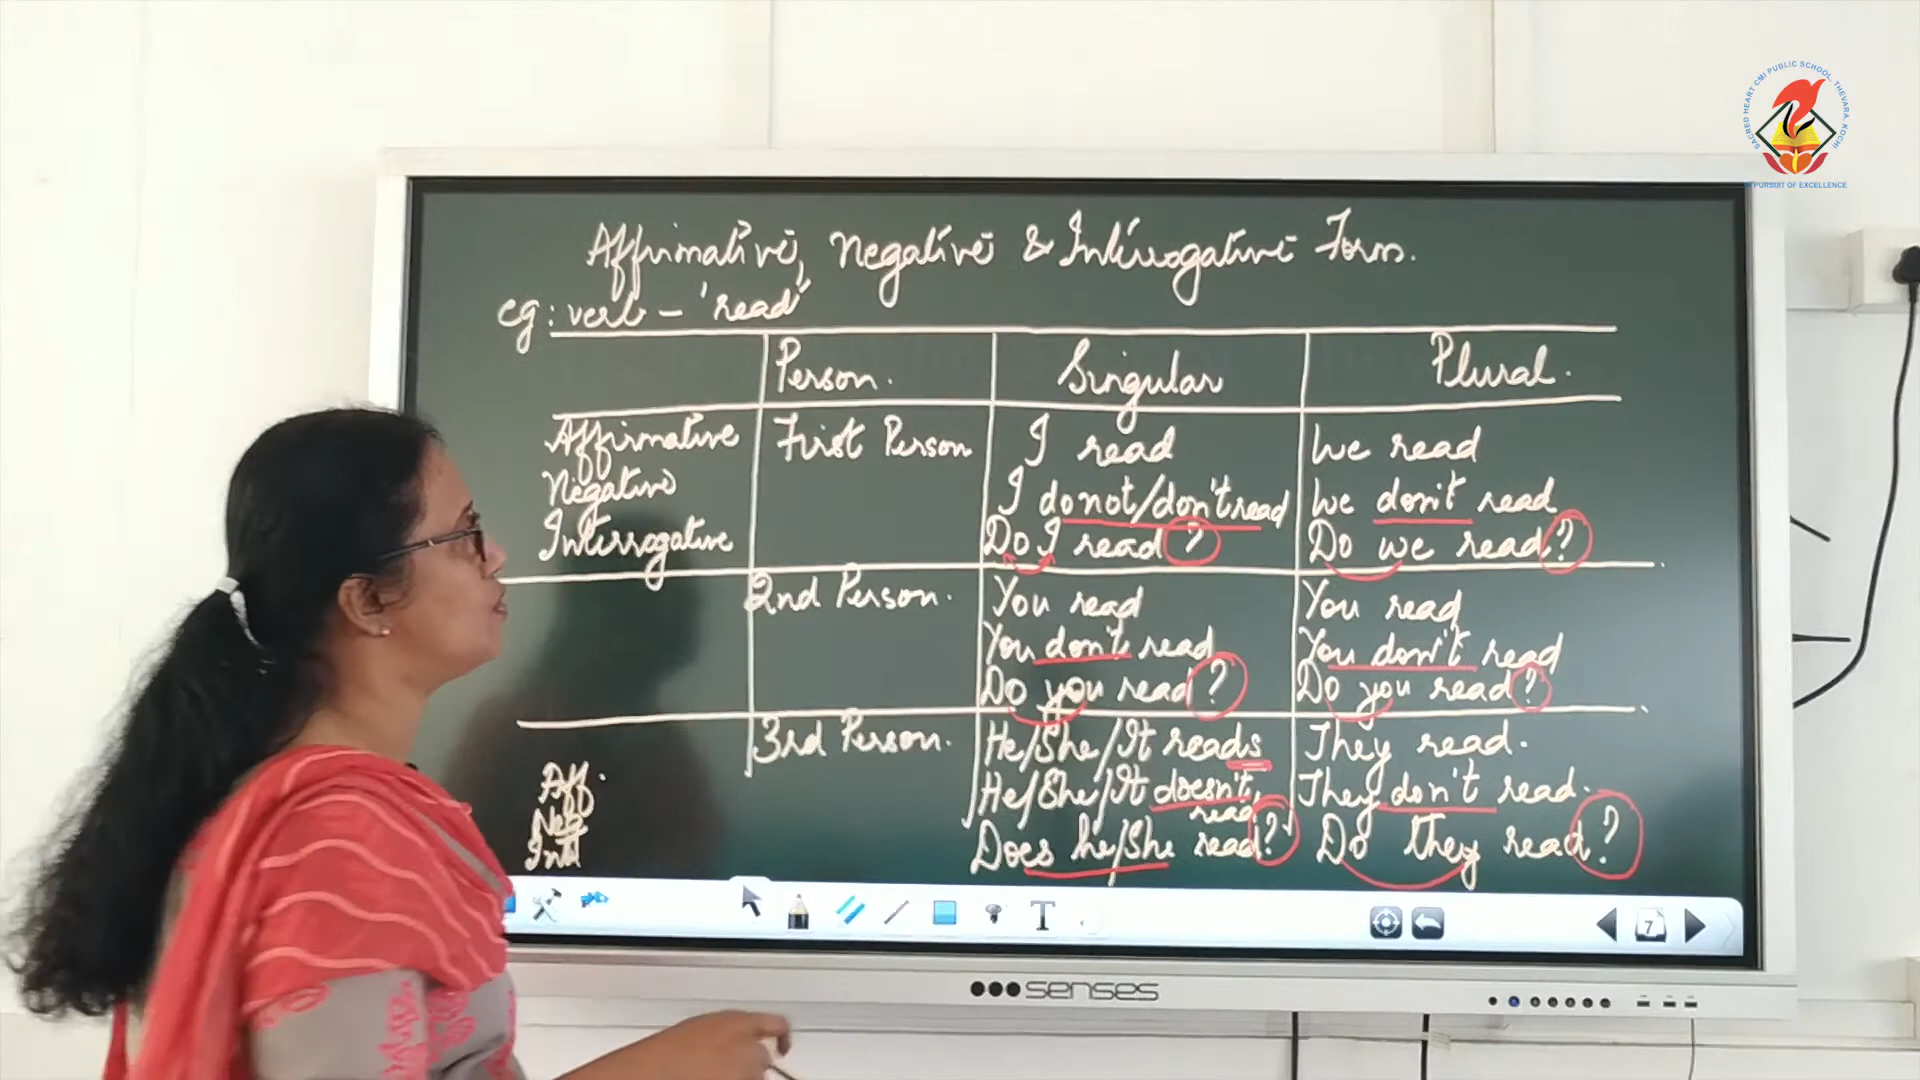 SACRED HEART CMI PUBLIC SCHOOL, THEVARA, KOCHI
IN PURSUIT OF EXCELLENCE
Affirmative, Negative & Interrogative Form.
eg: verb - 'read'
Person. Singular Plural.
Affirmative First Person I read We read
Negative I do not/don't read We don't read
Interrogative Do I read? Do we read?
2nd Person. You read You read
You don't read You don't read
Do you read? Do you read?
3rd Person. He/She/It reads They read.
Aff. He/She/It doesn't read They don't read.
Neg
Int Does he/she read? Do they read?
T
7
senses